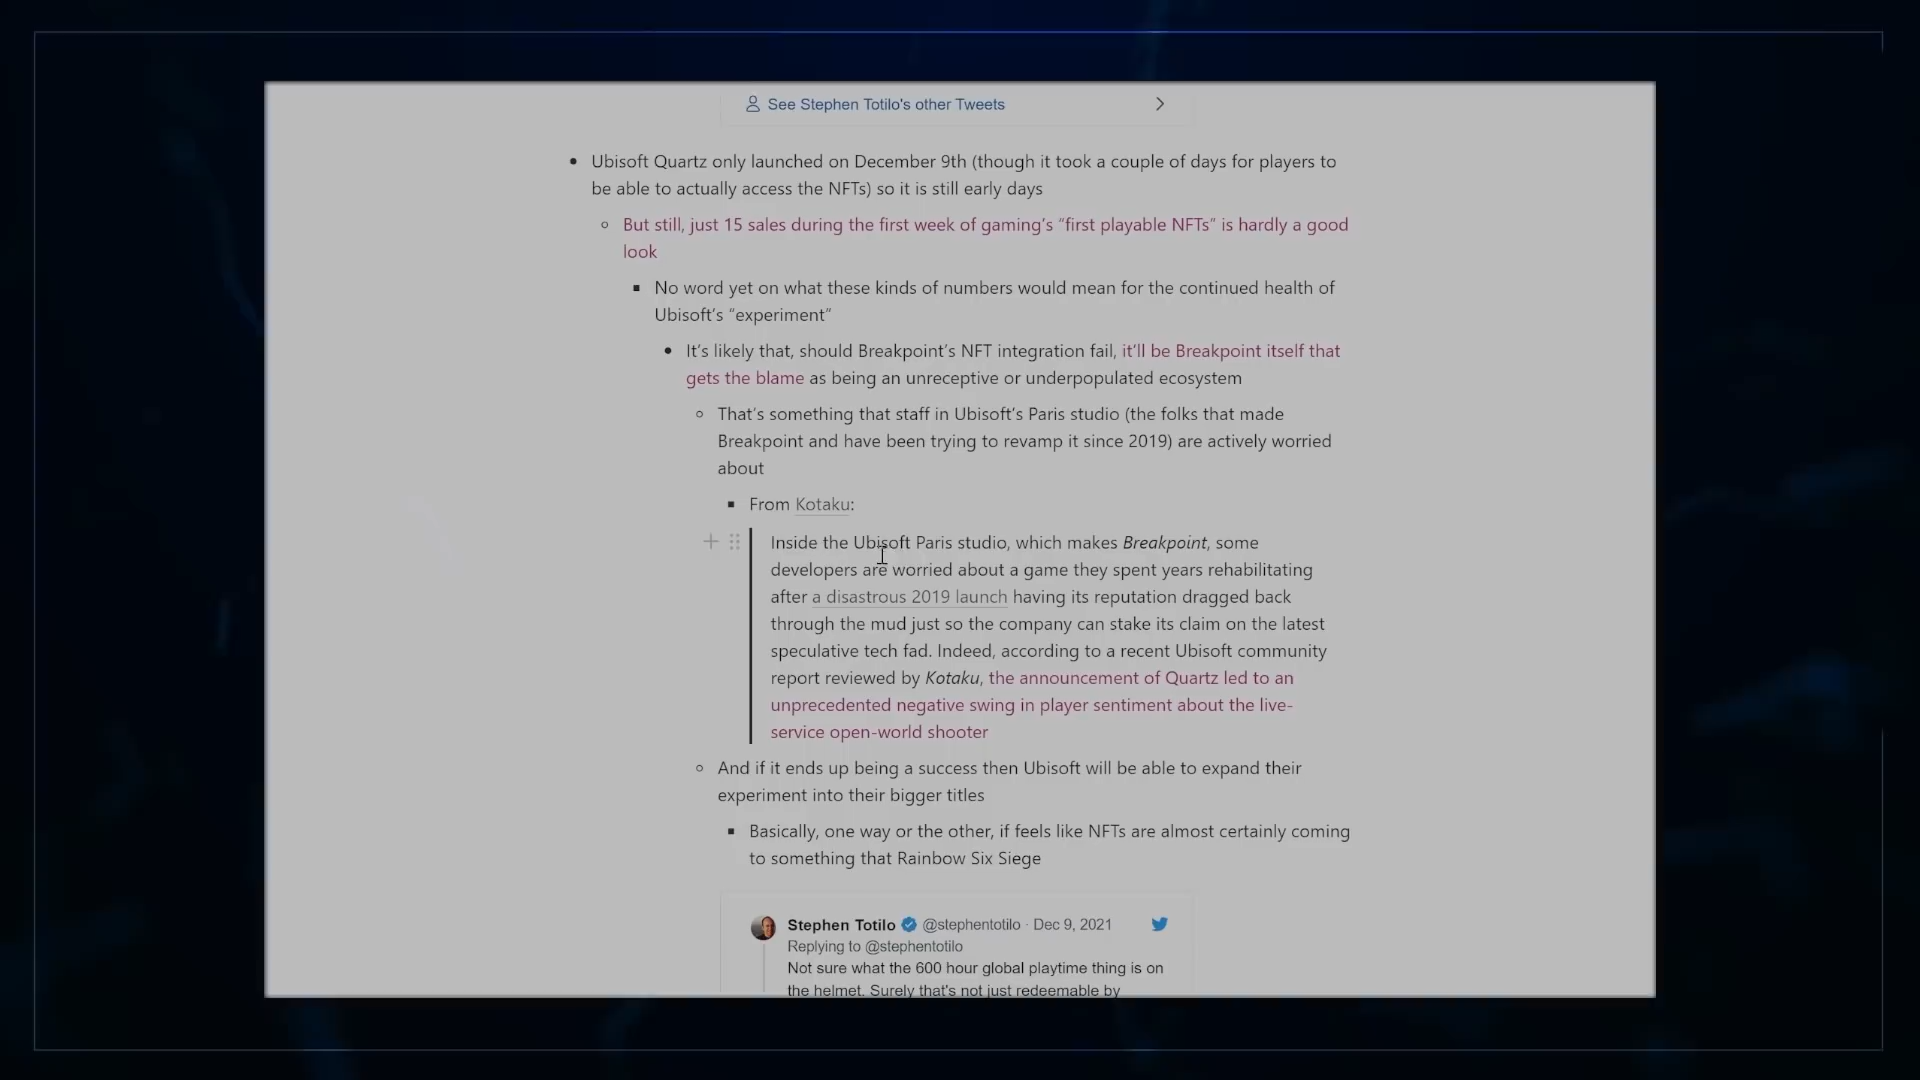 See Stephen Totilo's other Tweets
Ubisoft Quartz only launched on December 9th (though it took a couple of days for players to
be able to actually access the NFTs) so it is still early days
But still, just 15 sales during the first week of gaming's "first playable NFTs" is hardly a good
look
No word yet on what these kinds of numbers would mean for the continued health of
Ubisoft's "experiment"
It's likely that, should Breakpoint's NFT integration fail, it'll be Breakpoint itself that
gets the blame as being an unreceptive or underpopulated ecosystem
That's something that staff in Ubisoft's Paris studio (the folks that made
Breakpoint and have been trying to revamp it since 2019) are actively worried
about
From Kotaku:
Inside the Ubisoft Paris studio, which makes Breakpoint, some
developers are worried about a game they spent years rehabilitating
after a disastrous 2019 launch having its reputation dragged back
through the mud just so the company can stake its claim on the latest
speculative tech fad. Indeed, according to a recent Ubisoft community
report reviewed by Kotaku, the announcement of Quartz led to an
unprecedented negative swing in player sentiment about the live-
service open-world shooter
And if it ends up being a success then Ubisoft will be able to expand their
experiment into their bigger titles
Basically, one way or the other, if feels like NFTs are almost certainly coming
to something that Rainbow Six Siege
Stephen Totilo @stephentotilo · Dec 9, 2021
Replying to @stephentotilo
Not sure what the 600 hour global playtime thing is on
the helmet. Surely that's not just redeemable by